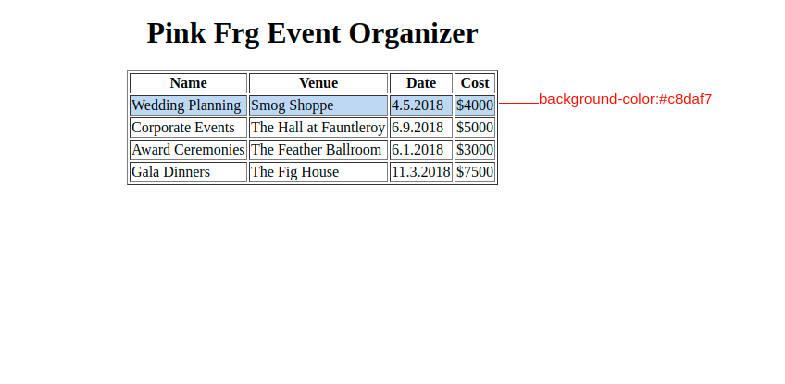 Pink Frg Event Organizer
Name Venue Date Cost
Wedding Planning Smog Shoppe 4.5.2018 $4000 background-color:#c8daf7
Corporate Events The Hall at Fauntleroy 6.9.2018 $5000
Award Ceremonies The Feather Ballroom 6.1.2018 $3000
Gala Dinners The Fig House 11.3.2018 $7500